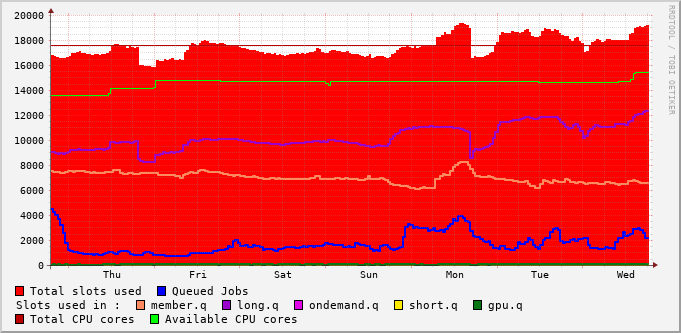 20000
18000
16000
14000
12000
10000
8000
6000
4000
2000
0
Thu Fri Sat Sun Mon Tue Wed
RRDTOOL / TOBI OETIKER
Total slots used Queued Jobs
Slots used in : member.q long.q ondemand.q short.q gpu.q
Total CPU cores Available CPU cores